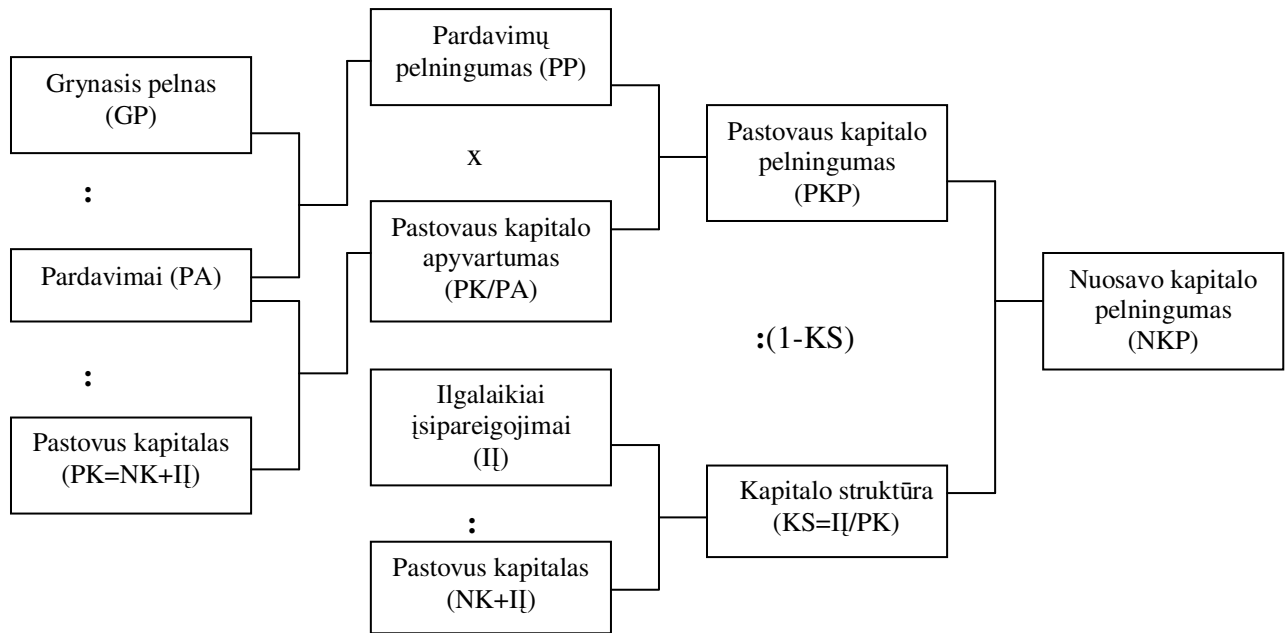 Grynasis pelnas
(GP)
:
Pardavimai (PA)
:
Pastovus kapitalas
(PK=NK+IĮ)
Pardavimų
pelningumas (PP)
x
Pastovaus kapitalo
apyvartumas
(PK/PA)
Ilgalaikiai
įsipareigojimai
(IĮ)
:
Pastovus kapitalas
(NK+IĮ)
Pastovaus kapitalo
pelningumas
(PKP)
:(1-KS)
Kapitalo struktūra
(KS=IĮ/PK)
Nuosavo kapitalo
pelningumas
(NKP)